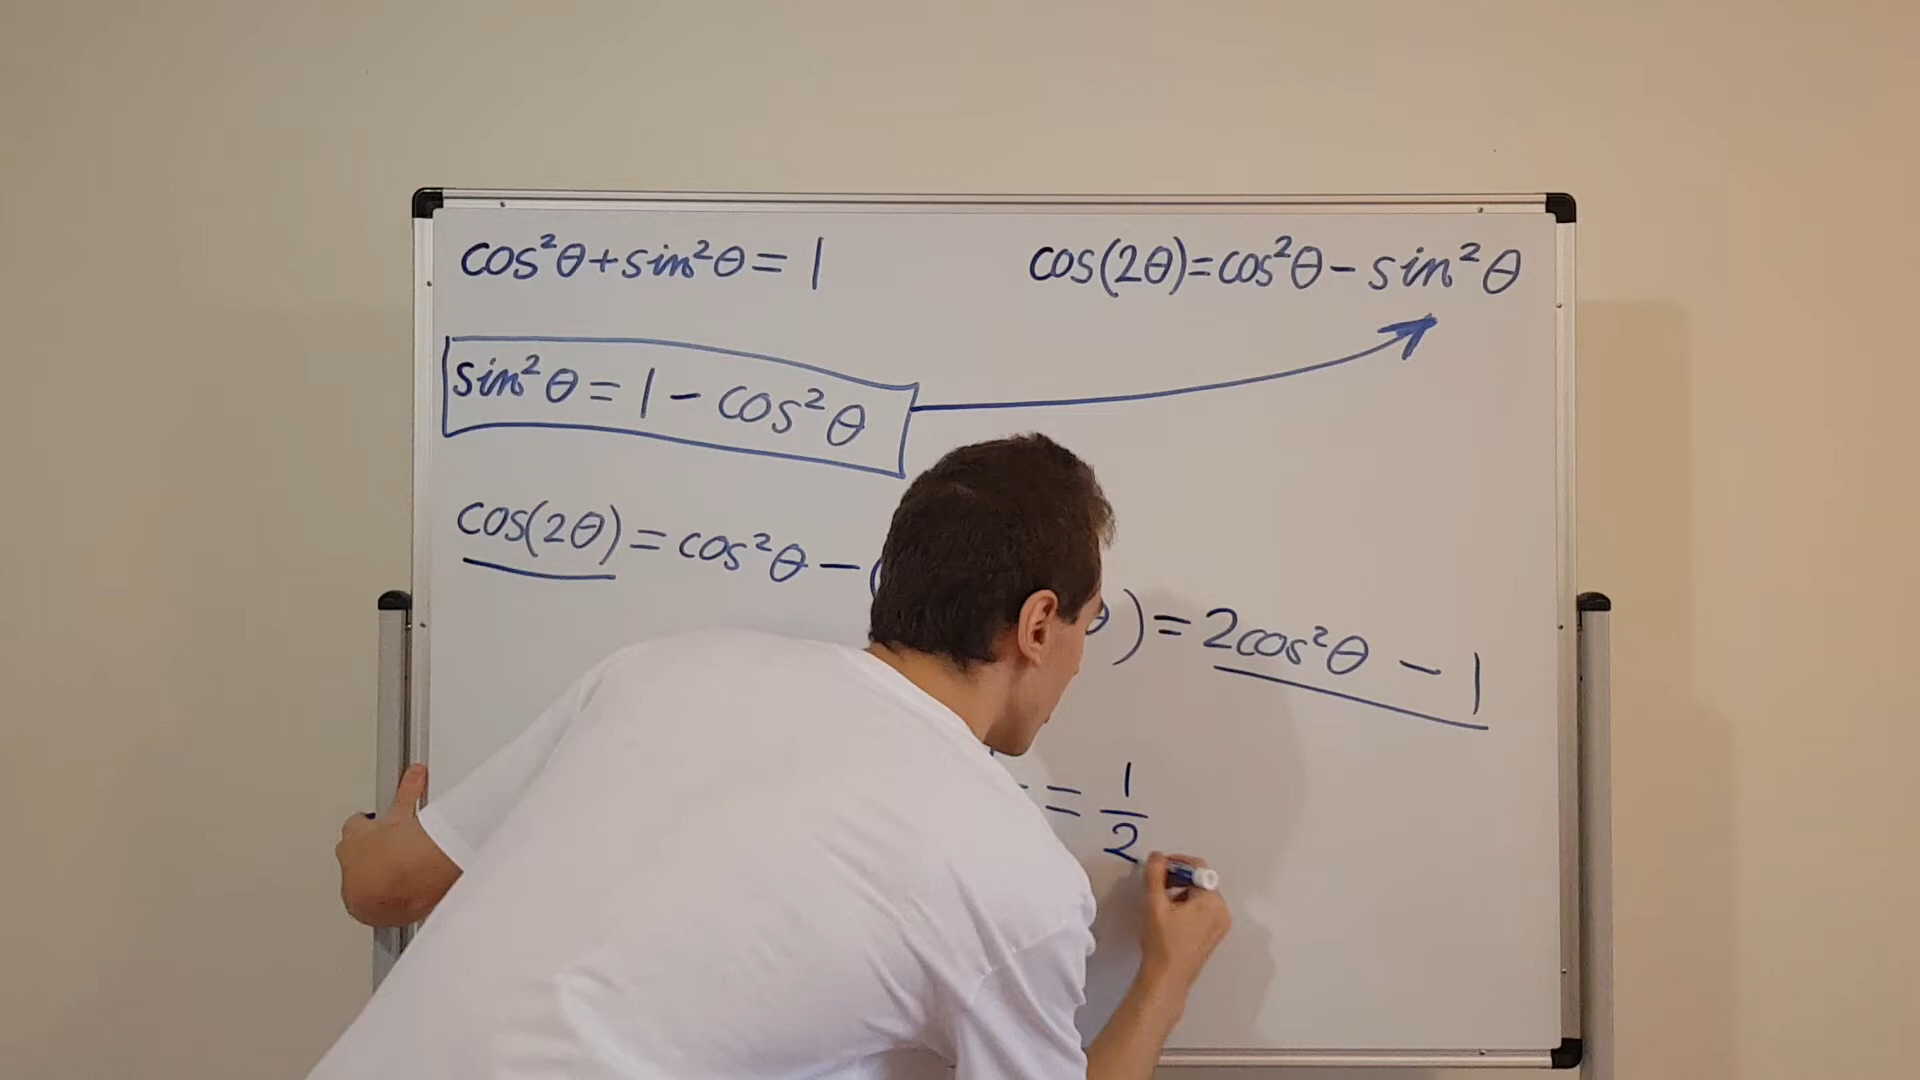 cos²θ+sin²θ = 1
cos(2θ)=cos²θ-sin²θ
sin²θ = 1 - cos²θ
cos(2θ) = cos²θ - ( θ) = 2cos²θ - 1
= 1/2